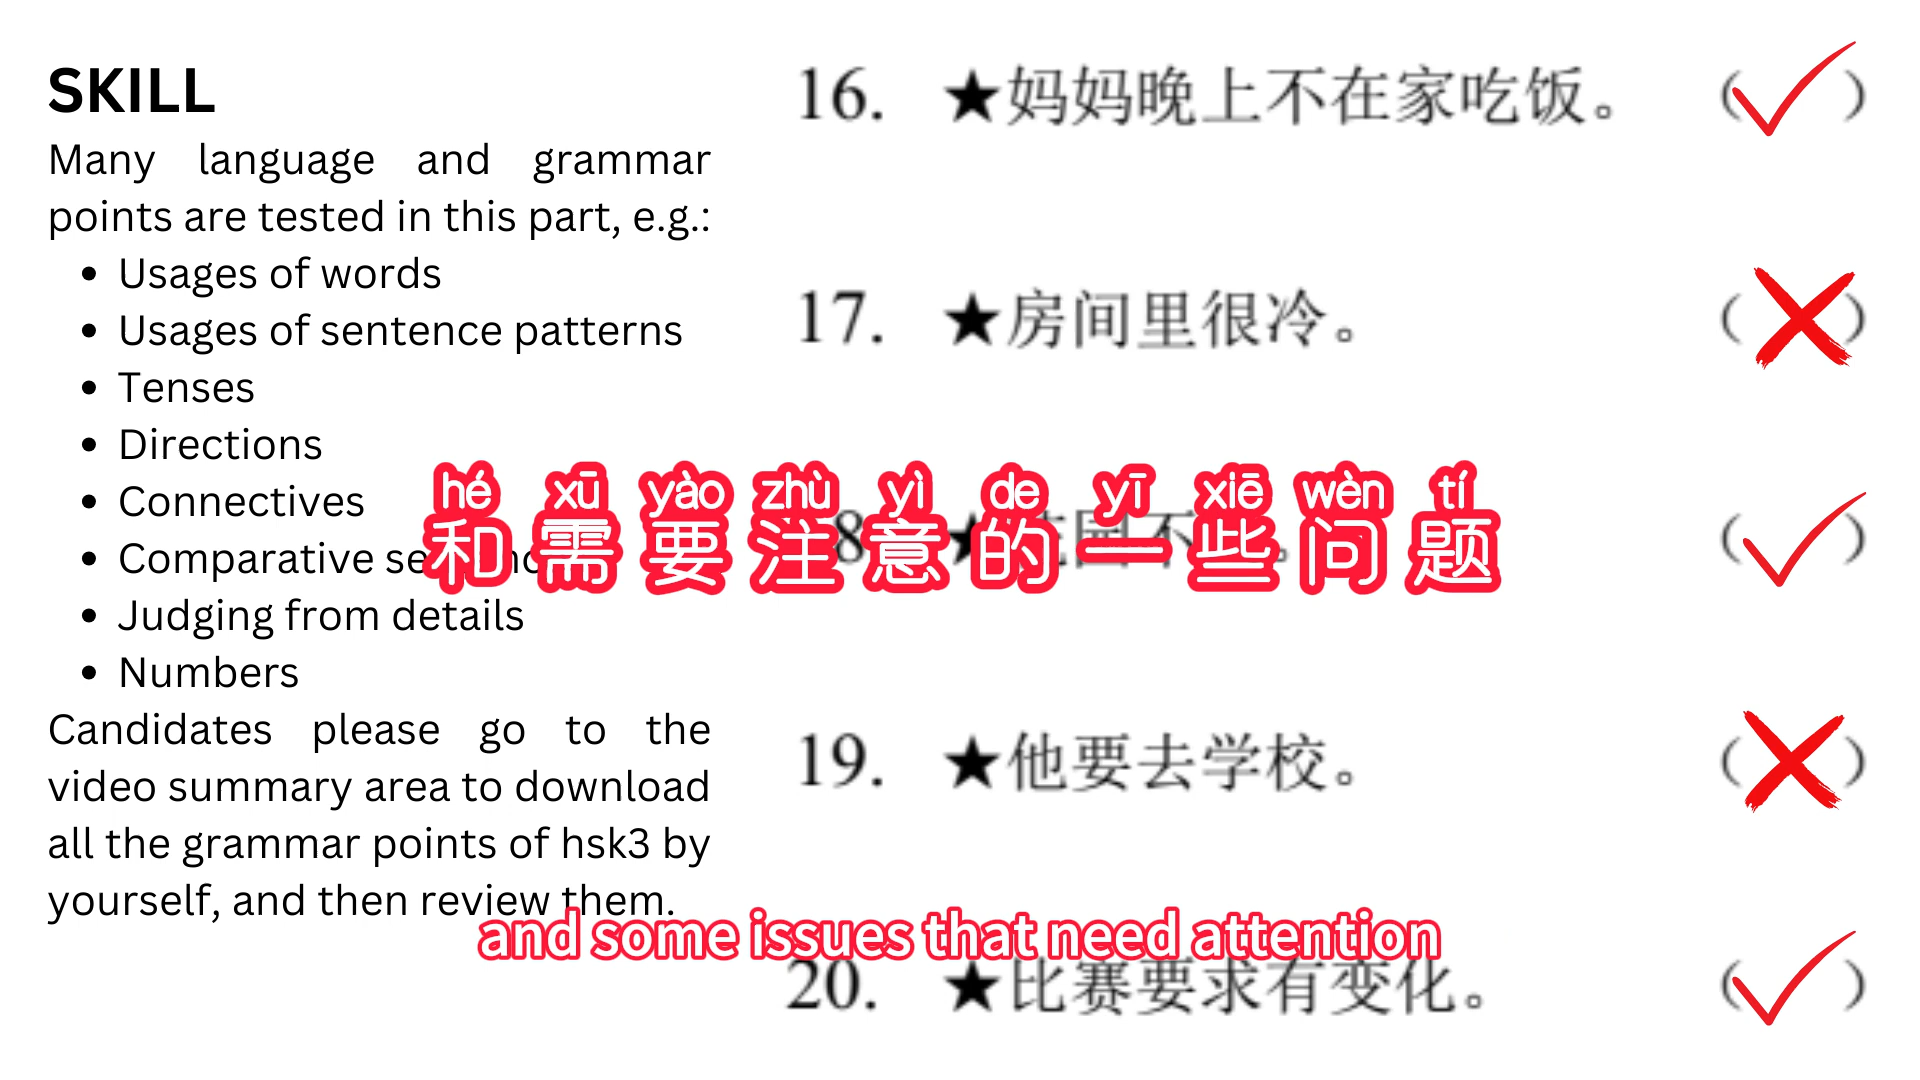 SKILL
Many language and grammar
points are tested in this part, e.g.:
• Usages of words
• Usages of sentence patterns
• Tenses
• Directions
• Connectives
• Comparative
• Judging from details
• Numbers
Candidates please go to the
video summary area to download
all the grammar points of hsk3 by
yourself, and then review them.
16. ★妈妈晚上不在家吃饭。 (✓)
17. ★房间里很冷。 (✗)
hé xū yào zhù yì de yī xiē wèn tí
和需要注意的一些问题
8 ★ 不 。 (✓)
19. ★他要去学校。 (✗)
and some issues that need attention
20. ★比赛要求有变化。 (✓)